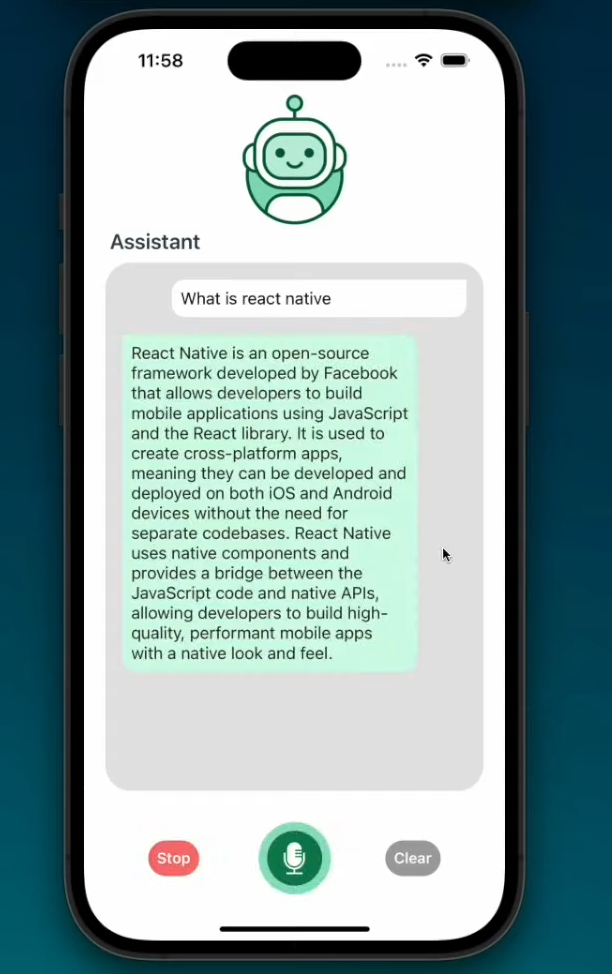 11:58
Assistant
What is react native
React Native is an open-source
framework developed by Facebook
that allows developers to build
mobile applications using JavaScript
and the React library. It is used to
create cross-platform apps,
meaning they can be developed and
deployed on both iOS and Android
devices without the need for
separate codebases. React Native
uses native components and
provides a bridge between the
JavaScript code and native APIs,
allowing developers to build high-
quality, performant mobile apps
with a native look and feel.
Stop
Clear